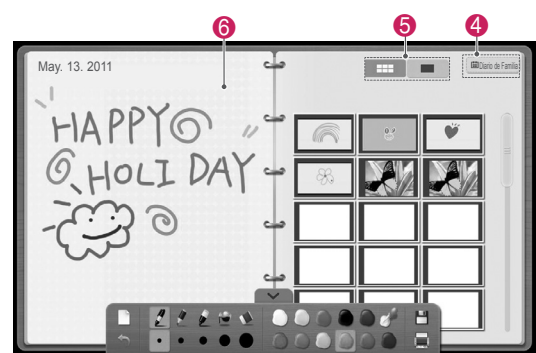 6
5
4
May. 13. 2011
Diario de Familia
HAPPY
HOLI DAY